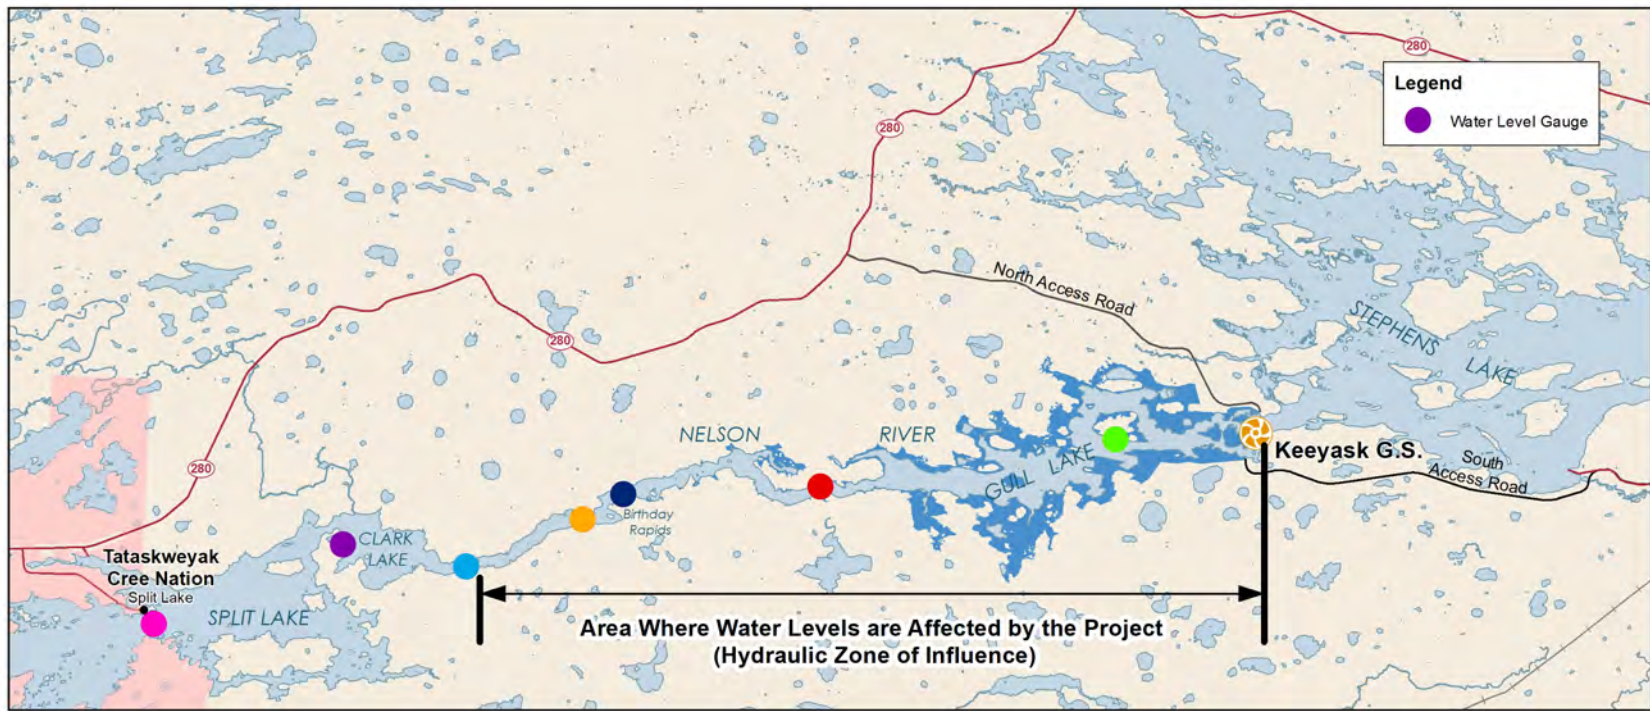 280
Legend
Water Level Gauge
280
North Access Road
STEPHENS
LAKE
280
NELSON
RIVER
GULL LAKE
Keeyask G.S.
South
Access Road
280
Birthday
Rapids
CLARK
LAKE
Tataskweyak
Cree Nation
Split Lake
SPLIT LAKE
Area Where Water Levels are Affected by the Project
(Hydraulic Zone of Influence)